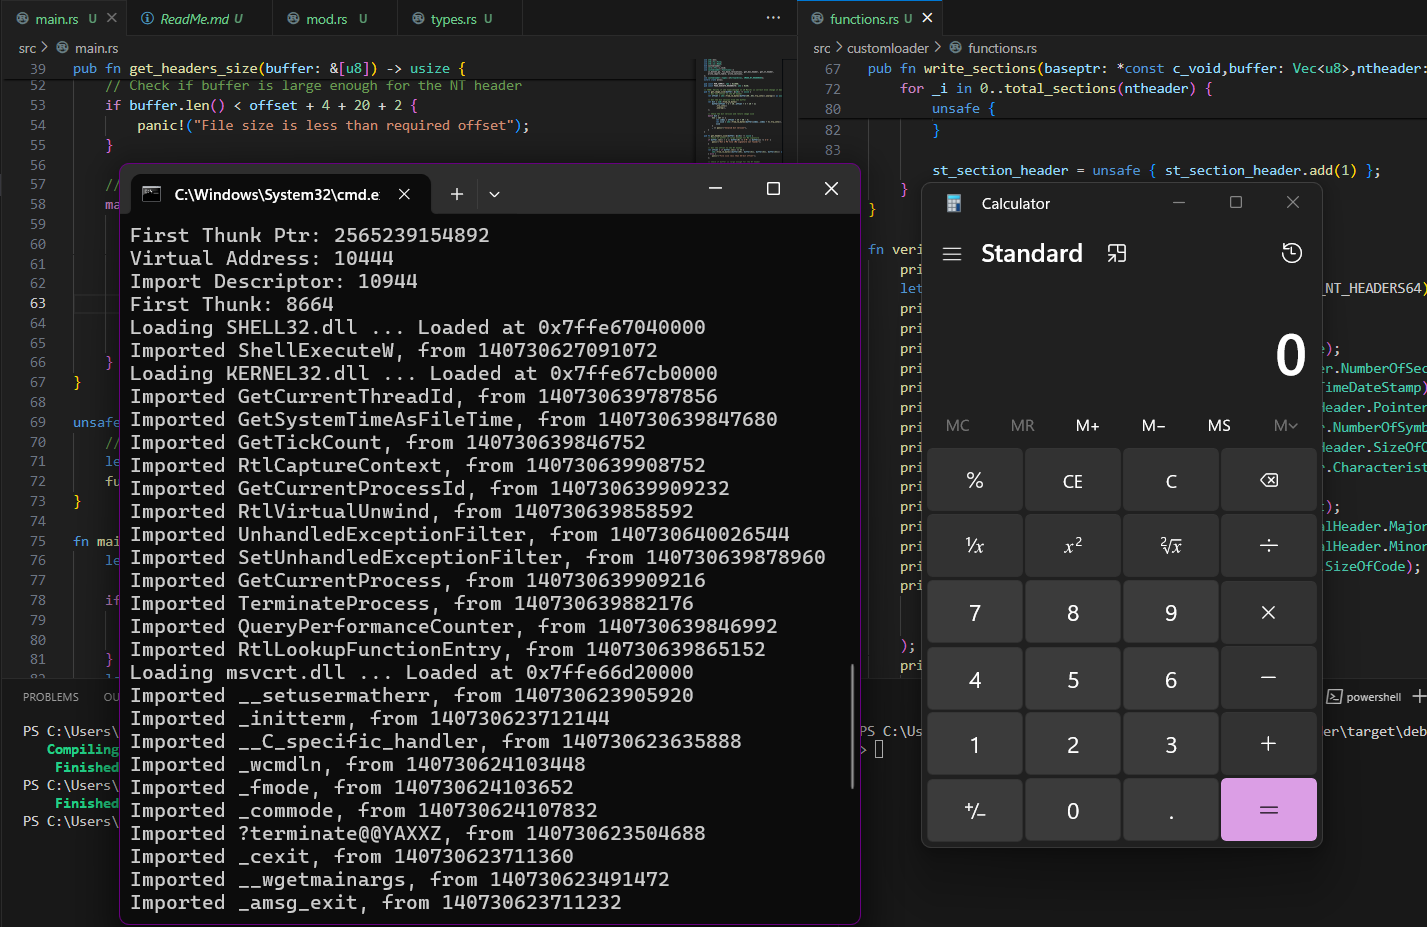 main.rs U
ReadMe.md U
mod.rs U
types.rs U
functions.rs U
src > main.rs
39 pub fn get_headers_size(buffer: &[u8]) -> usize {
52 // Check if buffer is large enough for the NT header
53 if buffer.len() < offset + 4 + 20 + 2 {
54 panic!("File size is less than required offset");
55 }
56
57 //
58 ma
59
60
61
62
63
64
65
66 }
67 }
68
69 unsafe
70 //
71 le
72 fu
73 }
74
75 fn mai
76 le
77
78 if
79
80
81 }
src > customloader > functions.rs
67 pub fn write_sections(baseptr: *const c_void,buffer: Vec<u8>,ntheader:
72 for _i in 0..total_sections(ntheader) {
80 unsafe {
82 }
83
st_section_header = unsafe { st_section_header.add(1) };
}
}
fn veri
pri
let
_NT_HEADERS64)
pri
pri
pri
);
pri
er.NumberOfSec
pri
TimeDateStamp)
pri
Header.Pointer
pri
r.NumberOfSymb
pri
Header.SizeOfO
pri
r.Characterist
pri
pri
);
pri
alHeader.Major
pri
alHeader.Minor
pri
SizeOfCode);
pri
);
pri
C:\Windows\System32\cmd.e
First Thunk Ptr: 2565239154892
Virtual Address: 10444
Import Descriptor: 10944
First Thunk: 8664
Loading SHELL32.dll ... Loaded at 0x7ffe67040000
Imported ShellExecuteW, from 140730627091072
Loading KERNEL32.dll ... Loaded at 0x7ffe67cb0000
Imported GetCurrentThreadId, from 140730639787856
Imported GetSystemTimeAsFileTime, from 140730639847680
Imported GetTickCount, from 140730639846752
Imported RtlCaptureContext, from 140730639908752
Imported GetCurrentProcessId, from 140730639909232
Imported RtlVirtualUnwind, from 140730639858592
Imported UnhandledExceptionFilter, from 140730640026544
Imported SetUnhandledExceptionFilter, from 140730639878960
Imported GetCurrentProcess, from 140730639909216
Imported TerminateProcess, from 140730639882176
Imported QueryPerformanceCounter, from 140730639846992
Imported RtlLookupFunctionEntry, from 140730639865152
Loading msvcrt.dll ... Loaded at 0x7ffe66d20000
Imported __setusermatherr, from 140730623905920
Imported _initterm, from 140730623712144
Imported __C_specific_handler, from 140730623635888
Imported _wcmdln, from 140730624103448
Imported _fmode, from 140730624103652
Imported _commode, from 140730624107832
Imported ?terminate@@YAXXZ, from 140730623504688
Imported _cexit, from 140730623711360
Imported __wgetmainargs, from 140730623491472
Imported _amsg_exit, from 140730623711232
Calculator
Standard
0
MC MR M+ M− MS M
% CE C
¹⁄x x² ²√x ÷
7 8 9 ×
4 5 6 −
1 2 3 +
+/− 0 . =
PROBLEMS OU
powershell
PS C:\Users\
Compiling
Finished
PS C:\Users\
Finished
PS C:\Users\
PS C:\Us
er\target\deb
>